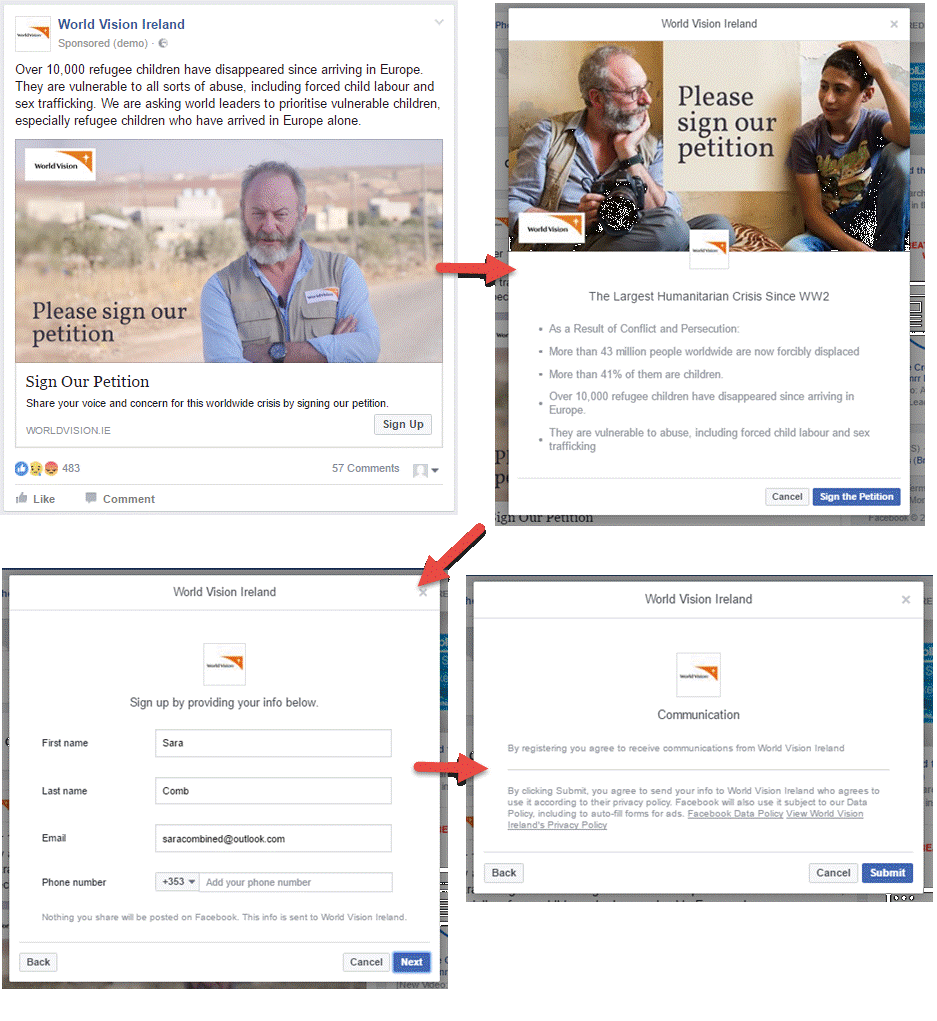 World Vision Ireland
Sponsored (demo) ·
Over 10,000 refugee children have disappeared since arriving in Europe.
They are vulnerable to all sorts of abuse, including forced child labour and
sex trafficking. We are asking world leaders to prioritise vulnerable children,
especially refugee children who have arrived in Europe alone.
World Vision
World Vision
Please sign our
petition
Sign Our Petition
Share your voice and concern for this worldwide crisis by signing our petition.
WORLDVISION.IE
Sign Up
483
57 Comments
Like
Comment
World Vision Ireland
Please
sign our
petition
World Vision
World Vision
The Largest Humanitarian Crisis Since WW2
• As a Result of Conflict and Persecution:
• More than 43 million people worldwide are now forcibly displaced
• More than 41% of them are children.
• Over 10,000 refugee children have disappeared since arriving in
Europe.
• They are vulnerable to abuse, including forced child labour and sex
trafficking
Cancel
Sign the Petition
Sign Our Petition
World Vision Ireland
World Vision
Sign up by providing your info below.
First name
Sara
Last name
Comb
Email
saracombined@outlook.com
Phone number
+353
Add your phone number
Nothing you share will be posted on Facebook. This info is sent to World Vision Ireland.
Back
Cancel
Next
World Vision Ireland
World Vision
Communication
By registering you agree to receive communications from World Vision Ireland
By clicking Submit, you agree to send your info to World Vision Ireland who agrees to
use it according to their privacy policy. Facebook will also use it subject to our Data
Policy, including to auto-fill forms for ads. Facebook Data Policy View World Vision
Ireland's Privacy Policy
Back
Cancel
Submit